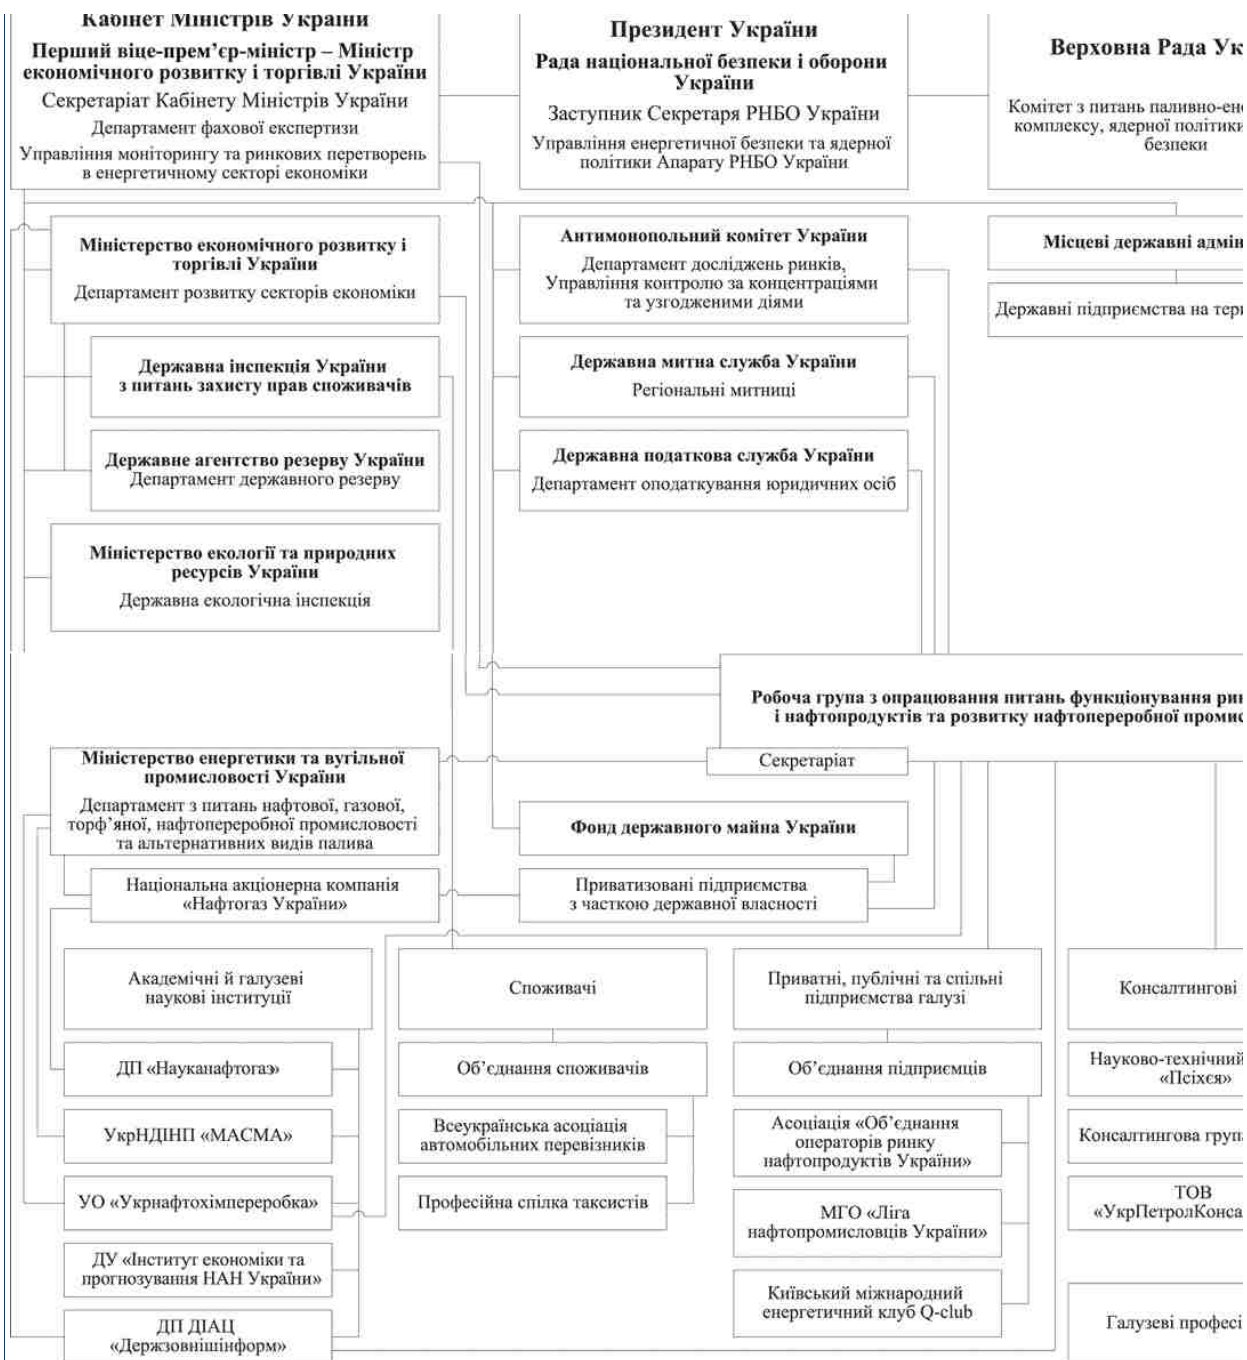 Кабінет Міністрів України
Перший віце-прем’єр-міністр – Міністр
економічного розвитку і торгівлі України
Секретаріат Кабінету Міністрів України
Департамент фахової експертизи
Управління моніторингу та ринкових перетворень
в енергетичному секторі економіки
Президент України
Рада національної безпеки і оборони
України
Заступник Секретаря РНБО України
Управління енергетичної безпеки та ядерної
політики Апарату РНБО України
Верховна Рада Ук
Комітет з питань паливно-ене
комплексу, ядерної політики
безпеки
Міністерство економічного розвитку і
торгівлі України
Департамент розвитку секторів економіки
Антимонопольний комітет України
Департамент досліджень ринків,
Управління контролю за концентраціями
та узгодженими діями
Місцеві державні адмін
Державні підприємства на тери
Державна інспекція України
з питань захисту прав споживачів
Державна митна служба України
Регіональні митниці
Державне агентство резерву України
Департамент державного резерву
Державна податкова служба України
Департамент оподаткування юридичних осіб
Міністерство екології та природних
ресурсів України
Державна екологічна інспекція
Робоча група з опрацювання питань функціонування рин
і нафтопродуктів та розвитку нафтопереробної промис
Секретаріат
Міністерство енергетики та вугільної
промисловості України
Департамент з питань нафтової, газової,
торф’яної, нафтопереробної промисловості
та альтернативних видів палива
Фонд державного майна України
Національна акціонерна компанія
«Нафтогаз України»
Приватизовані підприємства
з часткою державної власності
Академічні й галузеві
наукові інституції
Споживачі
Приватні, публічні та спільні
підприємства галузі
Консалтингові
ДП «Науканафтогаз»
Об’єднання споживачів
Об’єднання підприємців
Науково-технічний
«Псіхєя»
УкрНДІНП «МАСМА»
Всеукраїнська асоціація
автомобільних перевізників
Асоціація «Об’єднання
операторів ринку
нафтопродуктів України»
Консалтингова група
УО «Укрнафтохімпереробка»
Професійна спілка таксистів
МГО «Ліга
нафтопромисловців України»
ТОВ
«УкрПетролКонса
ДУ «Інститут економіки та
прогнозування НАН України»
Київський міжнародний
енергетичний клуб Q-club
ДП ДІАЦ
«Держзовнішінформ»
Галузеві професі